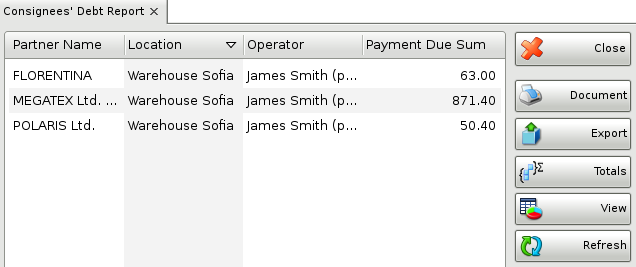 Consignees' Debt Report
Partner Name Location Operator Payment Due Sum
FLORENTINA Warehouse Sofia James Smith (p... 63.00
MEGATEX Ltd. ... Warehouse Sofia James Smith (p... 871.40
POLARIS Ltd. Warehouse Sofia James Smith (p... 50.40
Close
Document
Export
Totals
View
Refresh